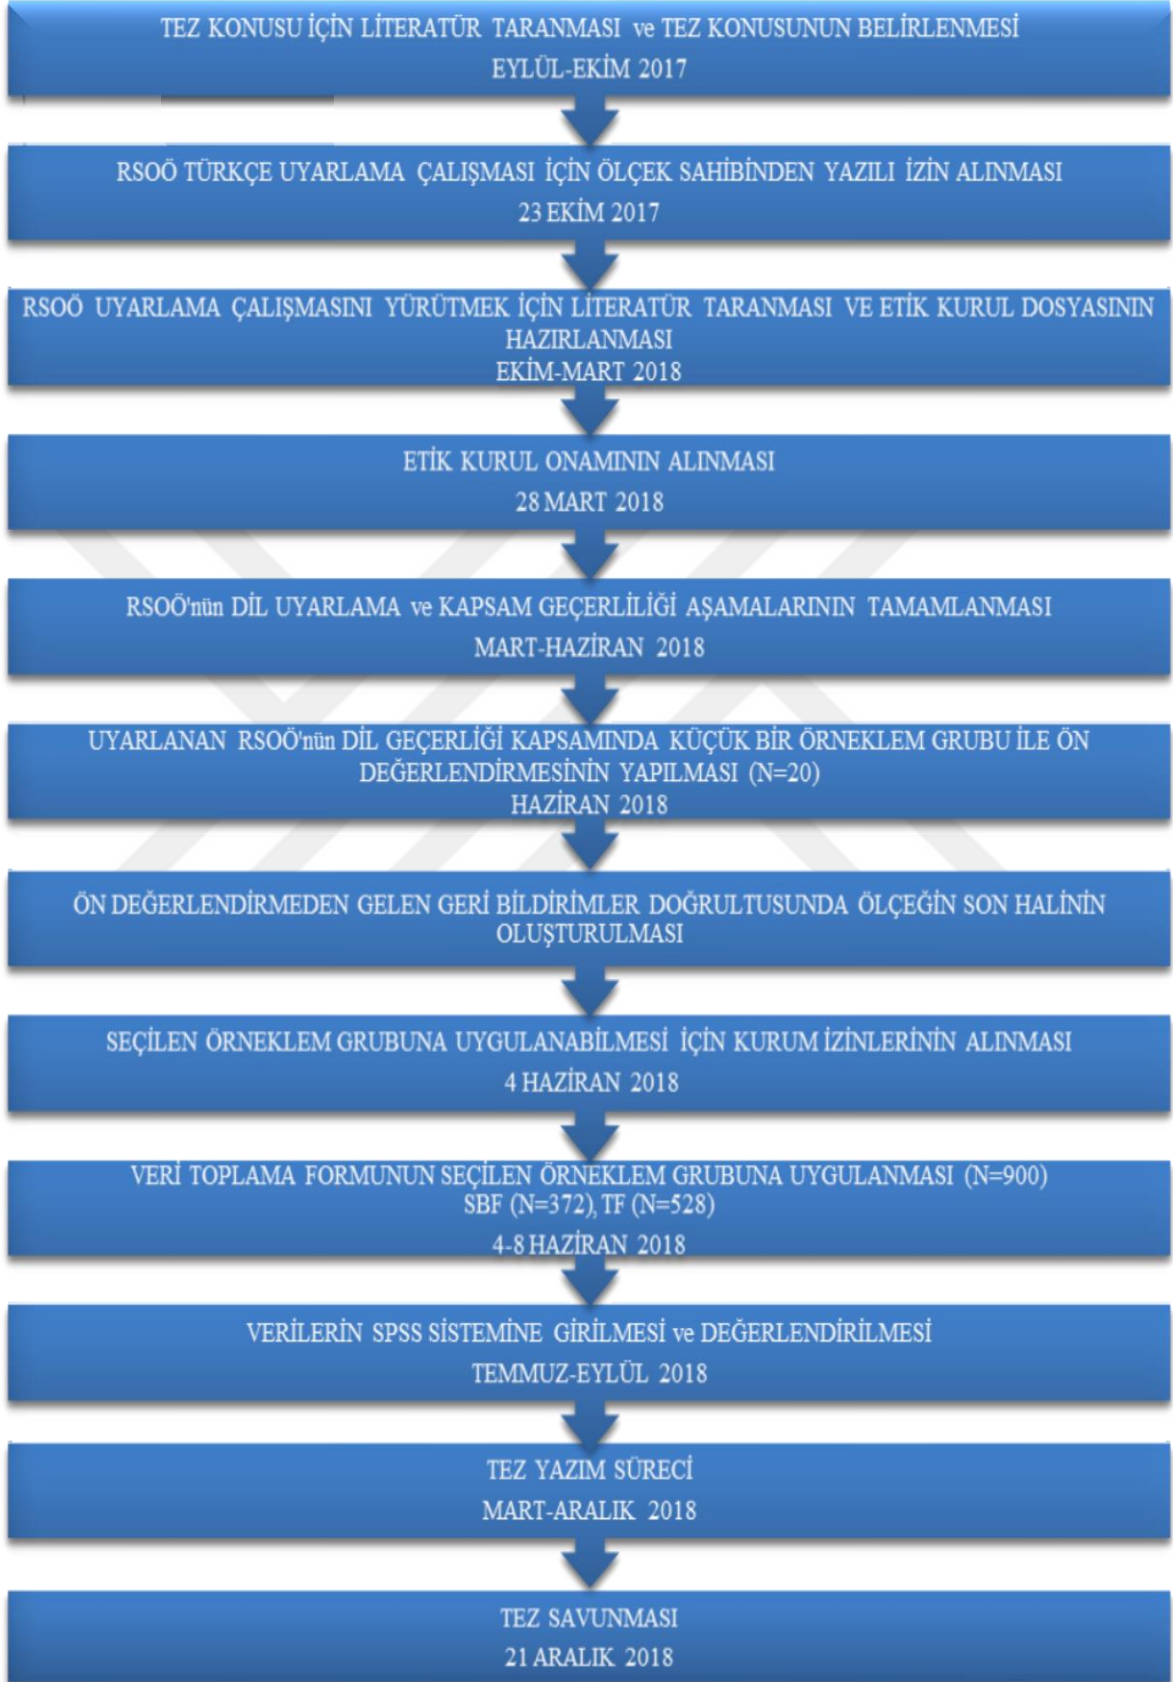 TEZ KONUSU İÇİN LİTERATÜR TARANMASI ve TEZ KONUSUNUN BELİRLENMESİ
EYLÜL-EKİM 2017
RSOÖ TÜRKÇE UYARLAMA ÇALIŞMASI İÇİN ÖLÇEK SAHİBİNDEN YAZILI İZİN ALINMASI
23 EKİM 2017
RSOÖ UYARLAMA ÇALIŞMASINI YÜRÜTMEK İÇİN LİTERATÜR TARANMASI VE ETİK KURUL DOSYASININ
HAZIRLANMASI
EKİM-MART 2018
ETİK KURUL ONAMININ ALINMASI
28 MART 2018
RSOÖ'nün DİL UYARLAMA ve KAPSAM GEÇERLİLİĞİ AŞAMALARININ TAMAMLANMASI
MART-HAZİRAN 2018
UYARLANAN RSOÖ'nün DİL GEÇERLİĞİ KAPSAMINDA KÜÇÜK BİR ÖRNEKLEM GRUBU İLE ÖN
DEĞERLENDİRMESİNİN YAPILMASI (N=20)
HAZİRAN 2018
ÖN DEĞERLENDİRMEDEN GELEN GERİ BİLDİRİMLER DOĞRULTUSUNDA ÖLÇEĞİN SON HALİNİN
OLUŞTURULMASI
SEÇİLEN ÖRNEKLEM GRUBUNA UYGULANABİLMESİ İÇİN KURUM İZİNLERİNİN ALINMASI
4 HAZİRAN 2018
VERİ TOPLAMA FORMUNUN SEÇİLEN ÖRNEKLEM GRUBUNA UYGULANMASI (N=900)
SBF (N=372), TF (N=528)
4-8 HAZİRAN 2018
VERİLERİN SPSS SİSTEMİNE GİRİLMESİ ve DEĞERLENDİRİLMESİ
TEMMUZ-EYLÜL 2018
TEZ YAZIM SÜRECİ
MART-ARALIK 2018
TEZ SAVUNMASI
21 ARALIK 2018